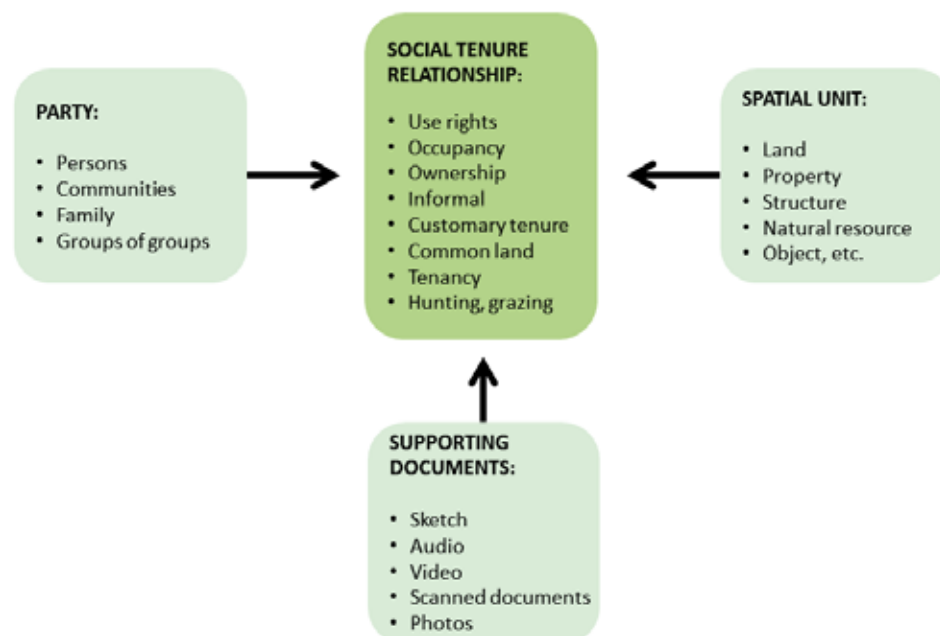 PARTY:
• Persons
• Communities
• Family
• Groups of groups
SOCIAL TENURE
RELATIONSHIP:
• Use rights
• Occupancy
• Ownership
• Informal
• Customary tenure
• Common land
• Tenancy
• Hunting, grazing
SPATIAL UNIT:
• Land
• Property
• Structure
• Natural resource
• Object, etc.
SUPPORTING
DOCUMENTS:
• Sketch
• Audio
• Video
• Scanned documents
• Photos